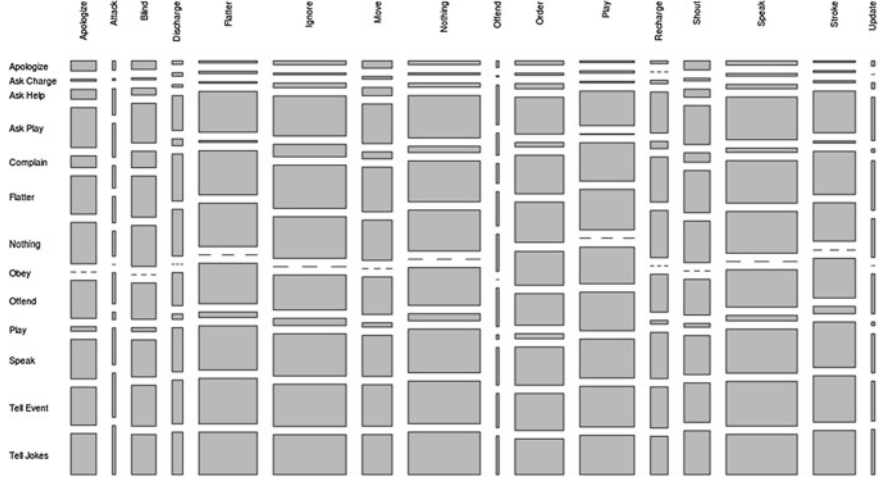 Apologize
Attack
Blind
Discharge
Flatter
Ignore
Move
Nothing
Offend
Order
Play
Recharge
Shout
Speak
Stroke
Update
Apologize
Ask Charge
Ask Help
Ask Play
Complain
Flatter
Nothing
Obey
Offend
Play
Speak
Tell Event
Tell Jokes